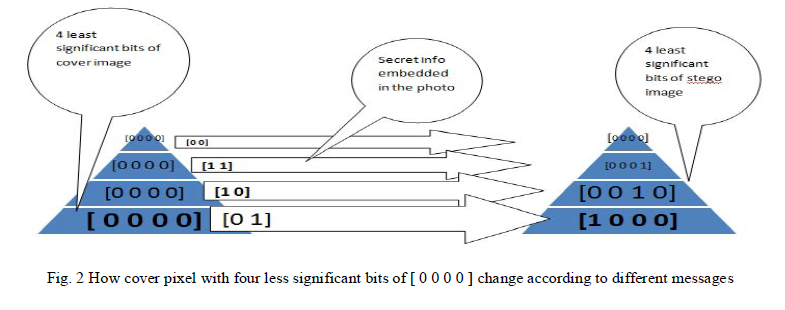 4 least
significant bits of
cover image
Secret info
embedded
in the photo
4 least
significant
bits of stego
image
[0 0 0 0] [0 0] [0 0 0 0]
[0 0 0 0] [1 1] [0 0 0 1]
[0 0 0 0] [1 0] [0 0 1 0]
[0 0 0 0] [0 1] [1 0 0 0]
Fig. 2 How cover pixel with four less significant bits of [ 0 0 0 0 ] change according to different messages